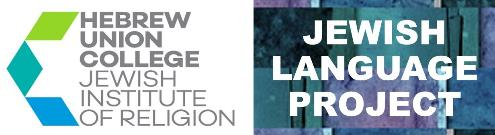 HEBREW
UNION
COLLEGE
JEWISH
INSTITUTE
OF RELIGION
JEWISH
LANGUAGE
PROJECT